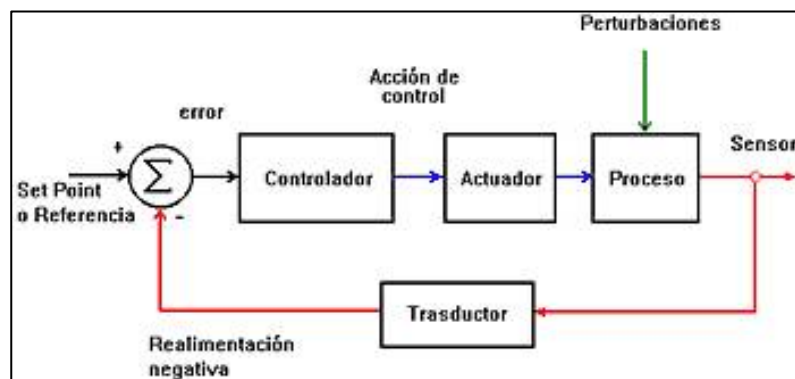 Perturbaciones
Acción de
control
error
+
Σ
Controlador
Actuador
Proceso
Sensor
Set Point
o Referencia
-
Trasductor
Realimentación
negativa